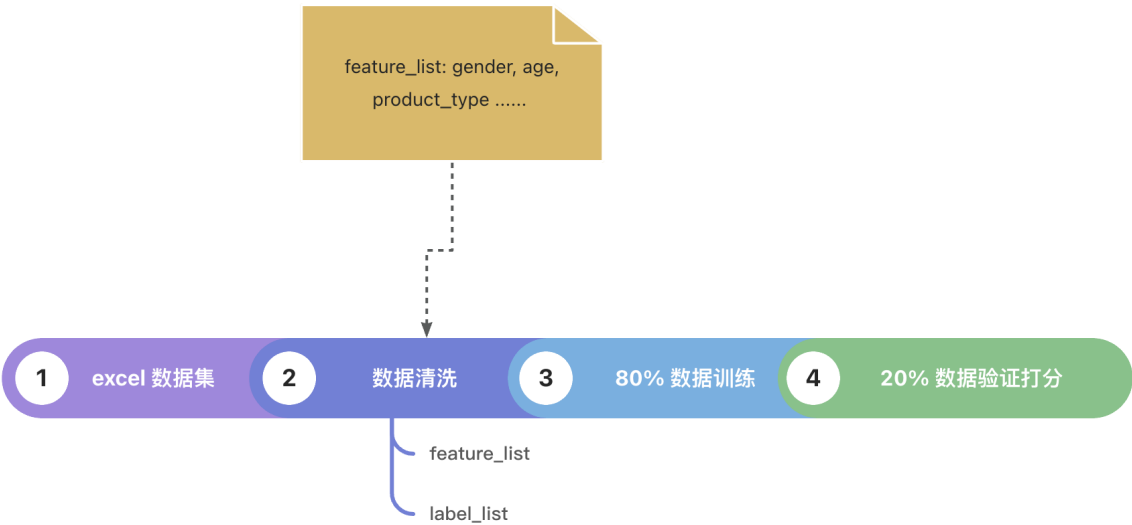 feature_list: gender, age,
product_type ......
1 excel 数据集 2 数据清洗 3 80% 数据训练 4 20% 数据验证打分
feature_list
label_list